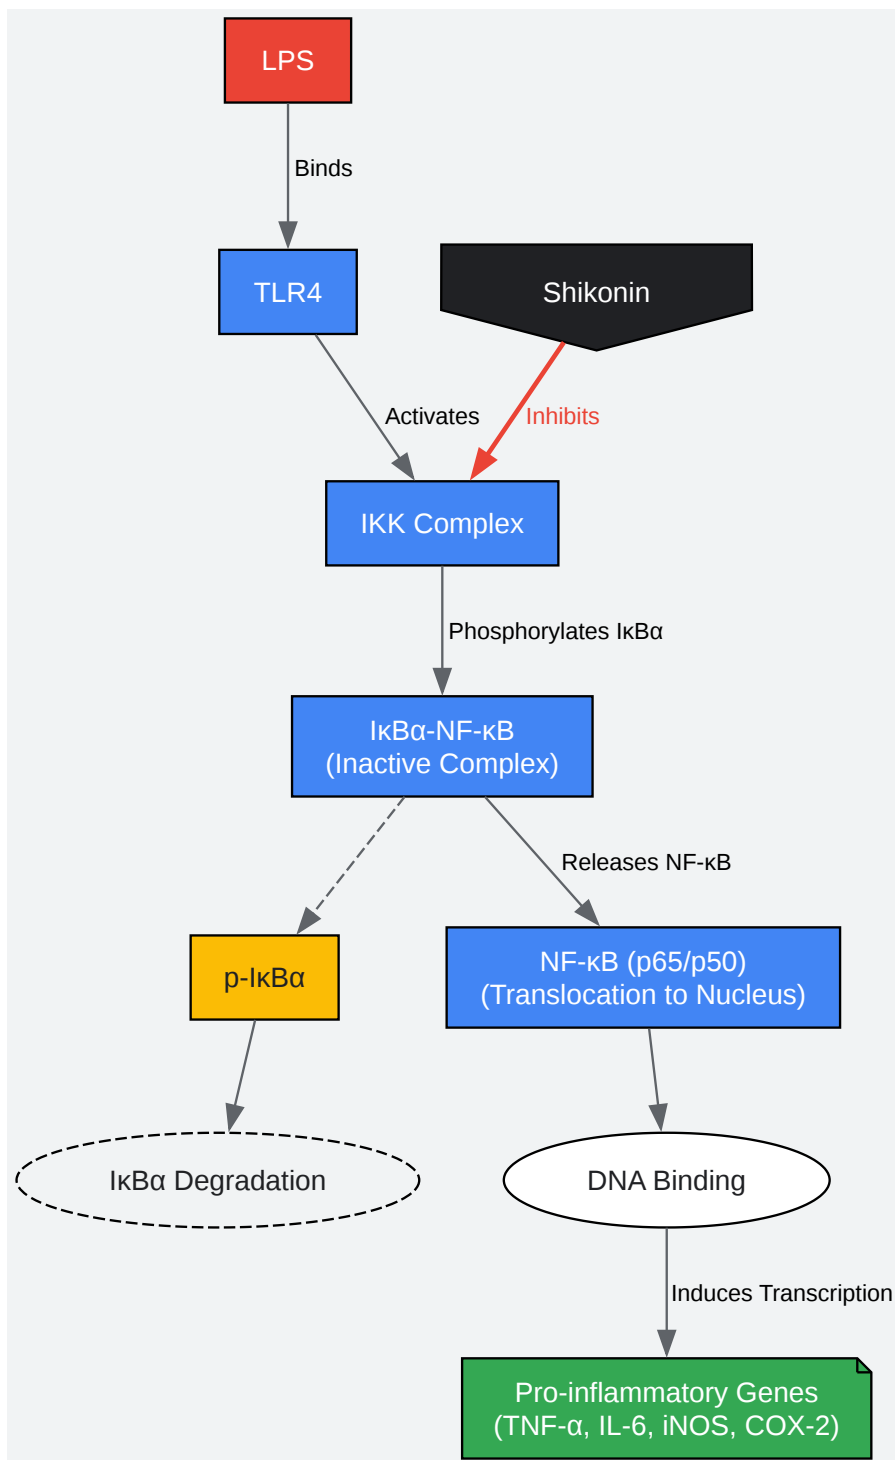 LPS
Binds
TLR4
Shikonin
Activates
Inhibits
IKK Complex
Phosphorylates IκBα
IκBα-NF-κB
(Inactive Complex)
Releases NF-κB
p-IκBα
NF-κB (p65/p50)
(Translocation to Nucleus)
IκBα Degradation
DNA Binding
Induces Transcription
Pro-inflammatory Genes
(TNF-α, IL-6, iNOS, COX-2)